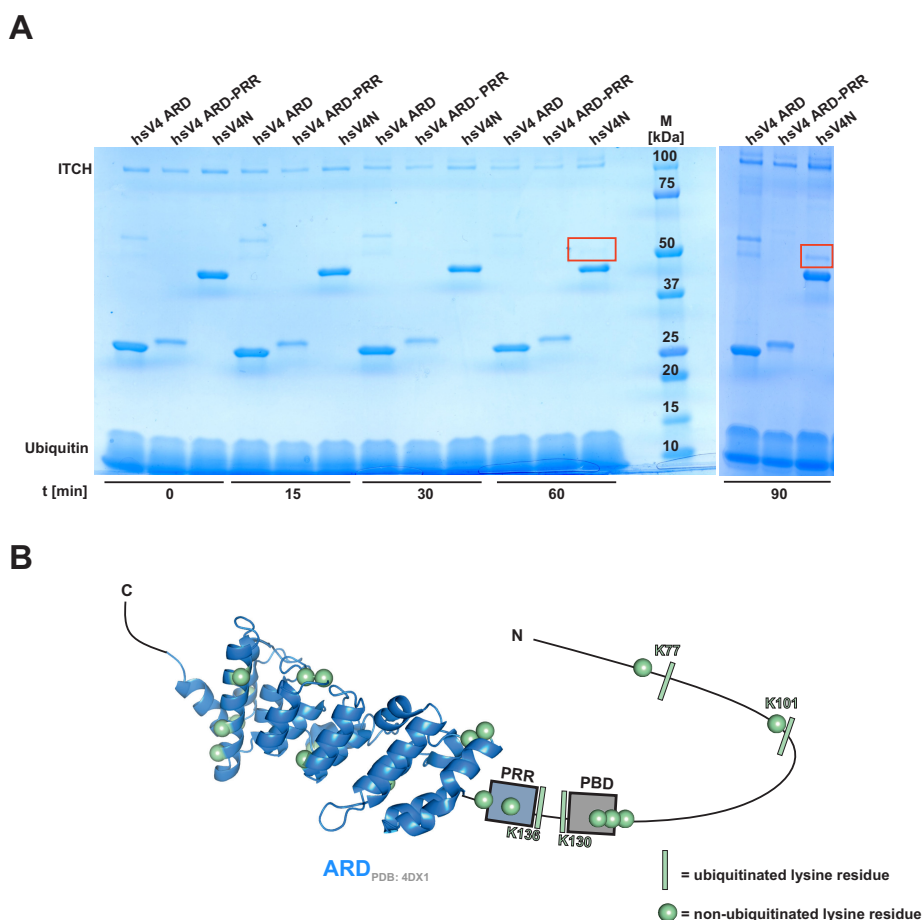 A
hsV4 ARD
hsV4 ARD-PRR
hsV4N
hsV4 ARD
hsV4 ARD-PRR
hsV4N
hsV4 ARD
hsV4 ARD- PRR
hsV4N
hsV4 ARD
hsV4 ARD-PRR
hsV4N
M
[kDa]
hsV4 ARD
hsV4 ARD-PRR
hsV4N
ITCH
100
75
50
37
25
20
15
10
Ubiquitin
t [min] 0 15 30 60 90
B
C
N
K77
K101
PRR
PBD
K136
K130
ARD PDB: 4DX1
= ubiquitinated lysine residue
= non-ubiquitinated lysine residue